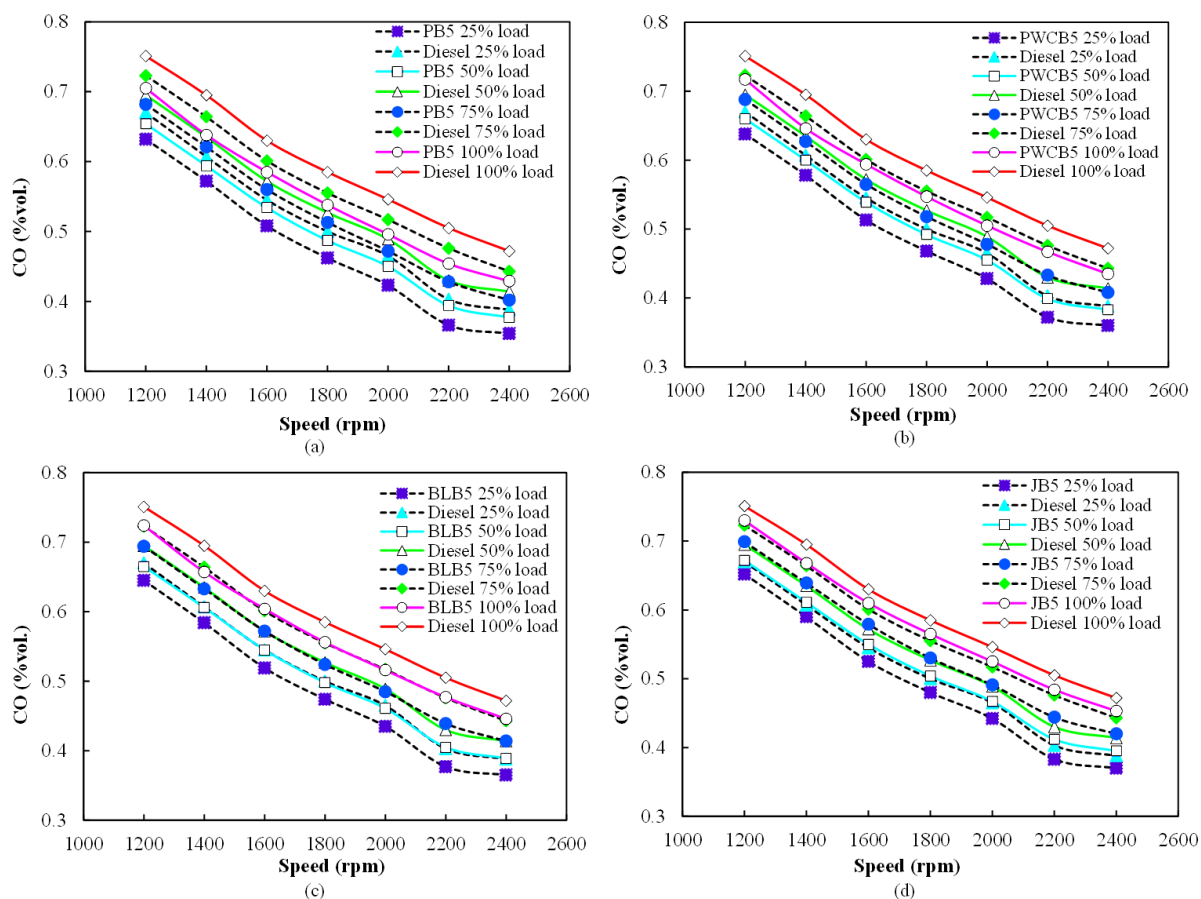 0.8
0.7
0.6
0.5
0.4
0.3
CO (%vol.)
PB5 25% load
Diesel 25% load
PB5 50% load
Diesel 50% load
PB5 75% load
Diesel 75% load
PB5 100% load
Diesel 100% load
1000 1200 1400 1600 1800 2000 2200 2400 2600
Speed (rpm)
(a)
0.8
0.7
0.6
0.5
0.4
0.3
CO (%vol.)
PWCB5 25% load
Diesel 25% load
PWCB5 50% load
Diesel 50% load
PWCB5 75% load
Diesel 75% load
PWCB5 100% load
Diesel 100% load
1000 1200 1400 1600 1800 2000 2200 2400 2600
Speed (rpm)
(b)
0.8
0.7
0.6
0.5
0.4
0.3
CO (%vol.)
BLB5 25% load
Diesel 25% load
BLB5 50% load
Diesel 50% load
BLB5 75% load
Diesel 75% load
BLB5 100% load
Diesel 100% load
1000 1200 1400 1600 1800 2000 2200 2400 2600
Speed (rpm)
(c)
0.8
0.7
0.6
0.5
0.4
0.3
CO (%vol.)
JB5 25% load
Diesel 25% load
JB5 50% load
Diesel 50% load
JB5 75% load
Diesel 75% load
JB5 100% load
Diesel 100% load
1000 1200 1400 1600 1800 2000 2200 2400 2600
Speed (rpm)
(d)